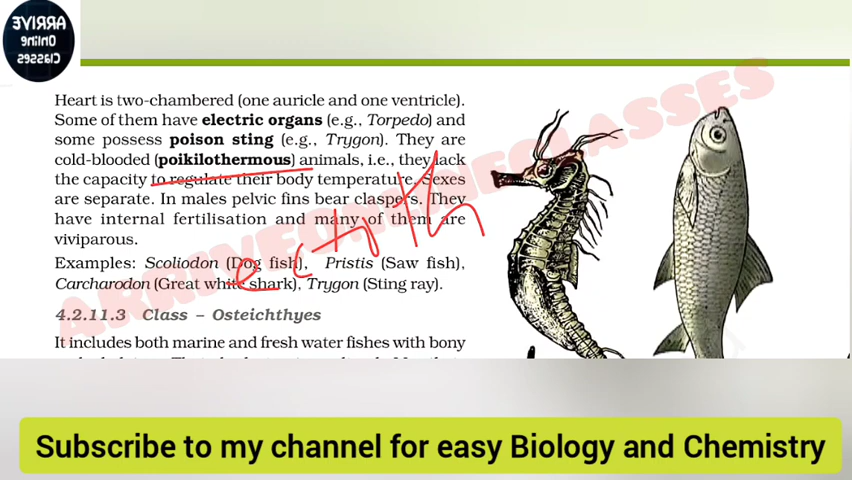 ARRIVE
Online
Classes
Heart is two-chambered (one auricle and one ventricle).
Some of them have electric organs (e.g., Torpedo) and
some possess poison sting (e.g., Trygon). They are
cold-blooded (poikilothermous) animals, i.e., they lack
the capacity to regulate their body temperature. Sexes
are separate. In males pelvic fins bear claspers. They
have internal fertilisation and many of them are
viviparous.
Examples: Scoliodon (Dog fish), Pristis (Saw fish),
Carcharodon (Great white shark), Trygon (Sting ray).
4.2.11.3 Class – Osteichthyes
It includes both marine and fresh water fishes with bony
ARRIVE ONLINE CLASSES
ectoth
Subscribe to my channel for easy Biology and Chemistry